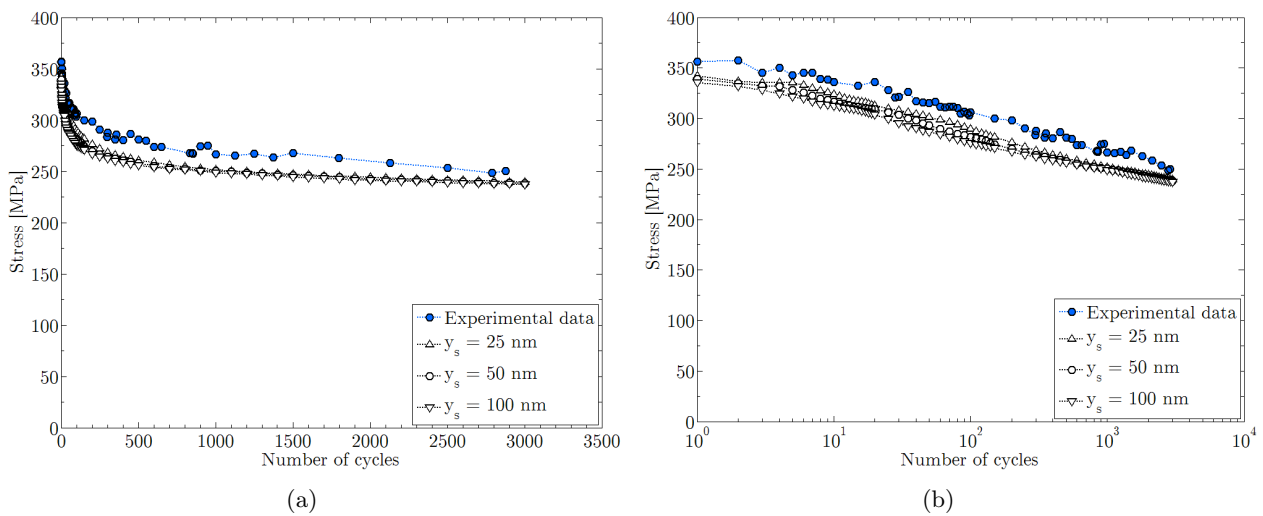 400
350
300
250
200
150
100
50
0
Stress [MPa]
0 500 1000 1500 2000 2500 3000 3500
Number of cycles
Experimental data
y_s = 25 nm
y_s = 50 nm
y_s = 100 nm
(a)
400
350
300
250
200
150
100
50
0
Stress [MPa]
10^0 10^1 10^2 10^3 10^4
Number of cycles
Experimental data
y_s = 25 nm
y_s = 50 nm
y_s = 100 nm
(b)